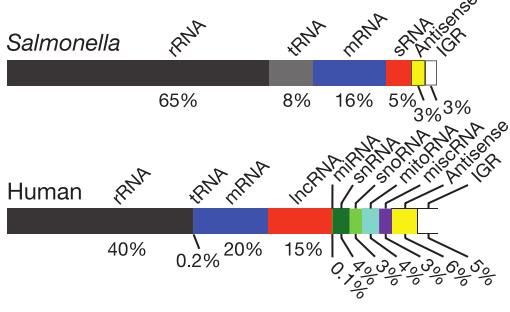 Salmonella
rRNA tRNA mRNA sRNA Antisense IGR
65% 8% 16% 5% 3% 3%
Human
rRNA tRNA mRNA lncRNA miRNA snRNA snoRNA mitoRNA miscRNA Antisense IGR
40% 0.2% 20% 15% 0.1% 4% 3% 4% 3% 6% 5%